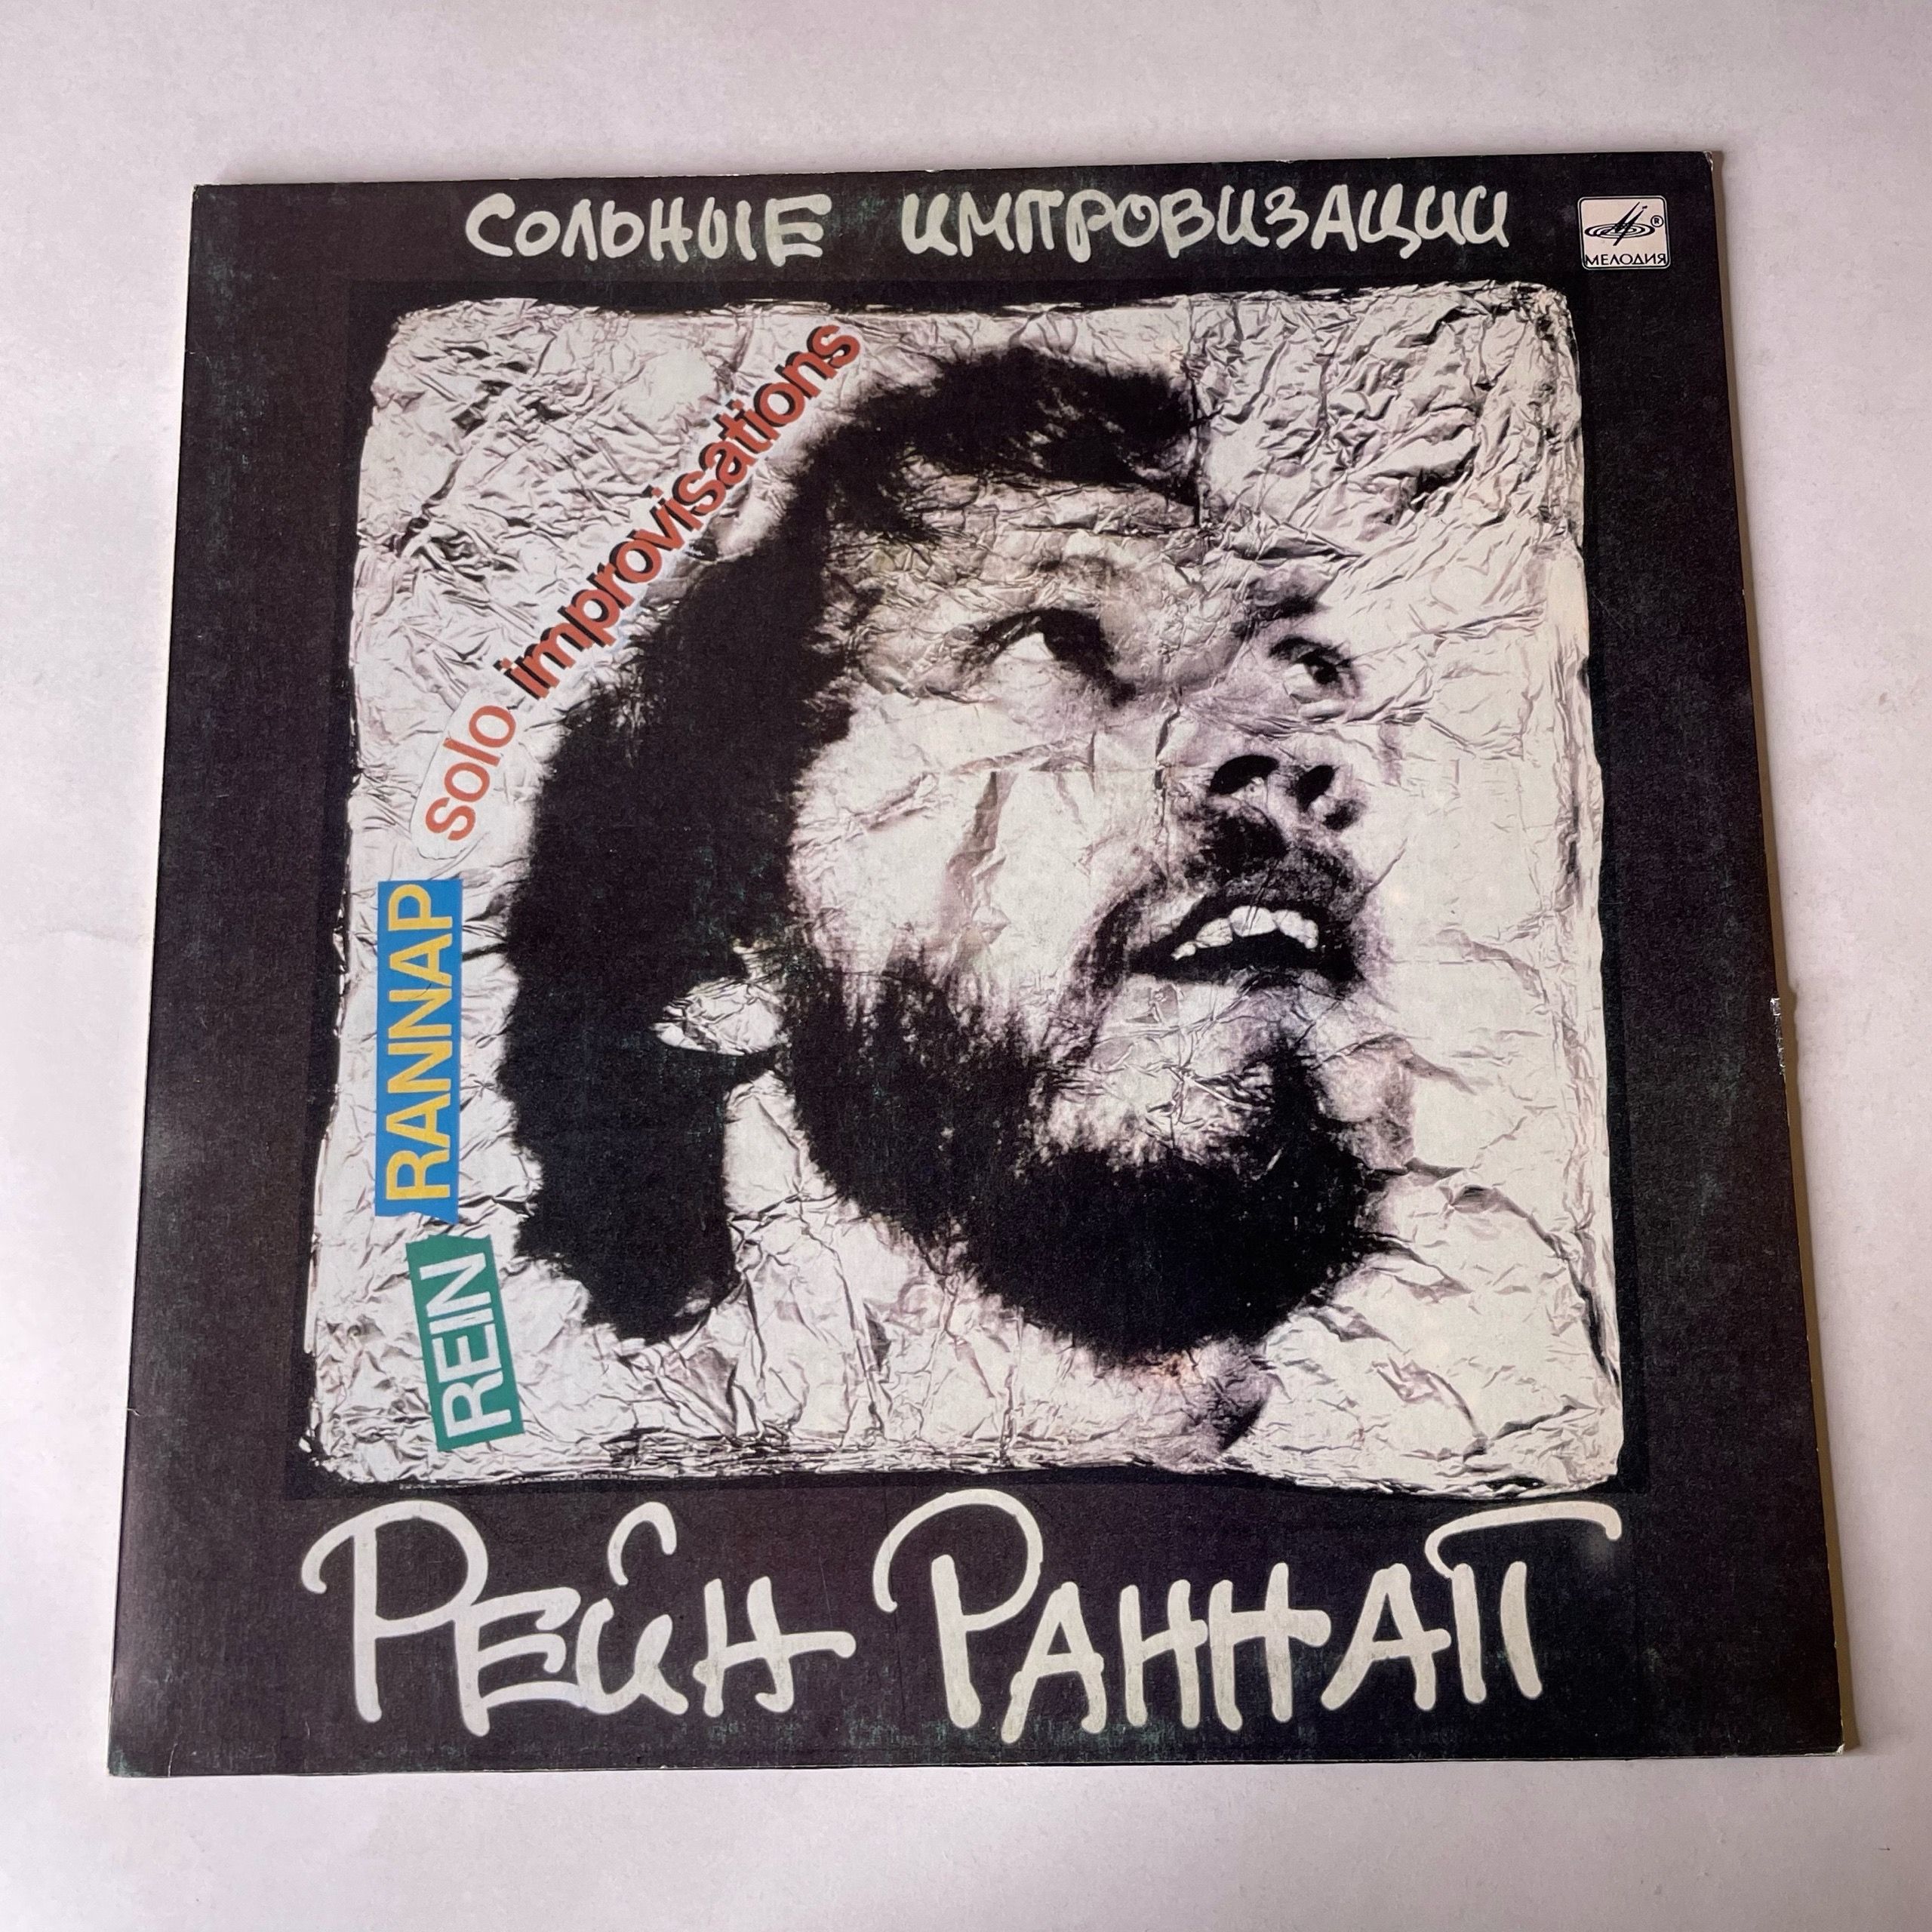 СОЛЬНЫЕ ИМПРОВИЗАЦИИ
® МЕЛОДИЯ
solo improvisations
REIN RANNAP
РЕЙН РАННАП